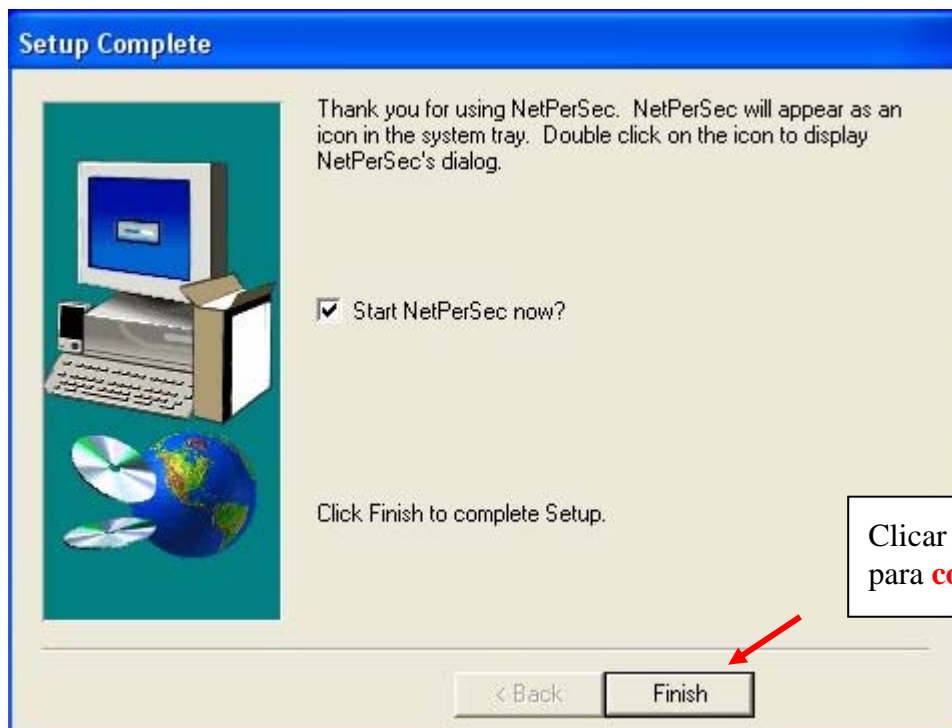 Setup Complete
Thank you for using NetPerSec. NetPerSec will appear as an
icon in the system tray. Double click on the icon to display
NetPerSec's dialog.
Start NetPerSec now?
Click Finish to complete Setup.
Clicar
para
< Back
Finish